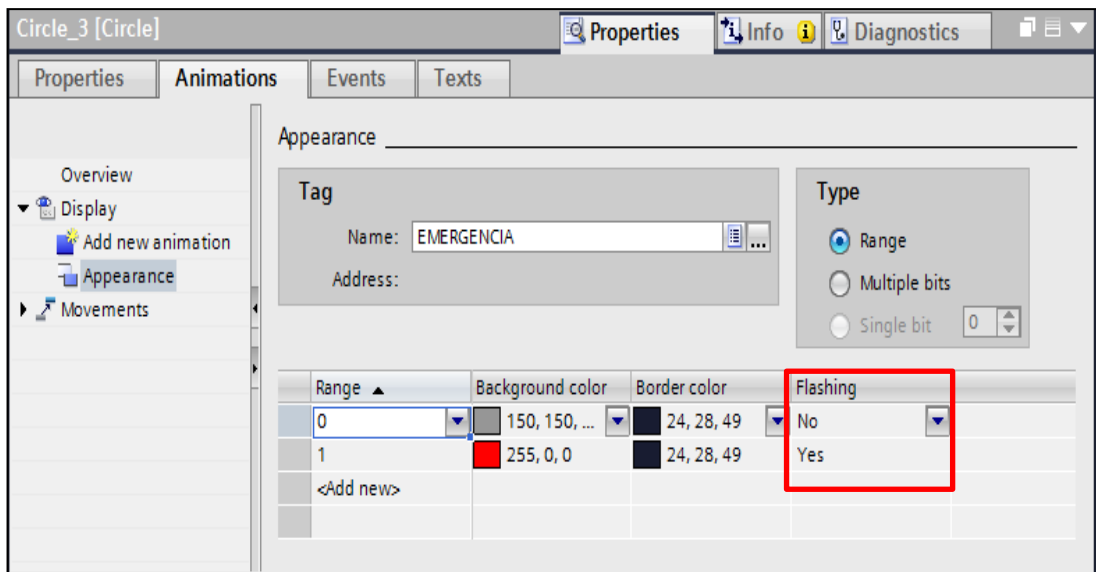 Circle_3 [Circle]
Properties Info Diagnostics
Properties Animations Events Texts
Appearance
Overview
Display
Add new animation
Appearance
Movements
Tag
Name: EMERGENCIA ...
Address:
Type
Range
Multiple bits
Single bit 0
Range Background color Border color Flashing
0 150, 150, ... 24, 28, 49 No
1 255, 0, 0 24, 28, 49 Yes
<Add new>